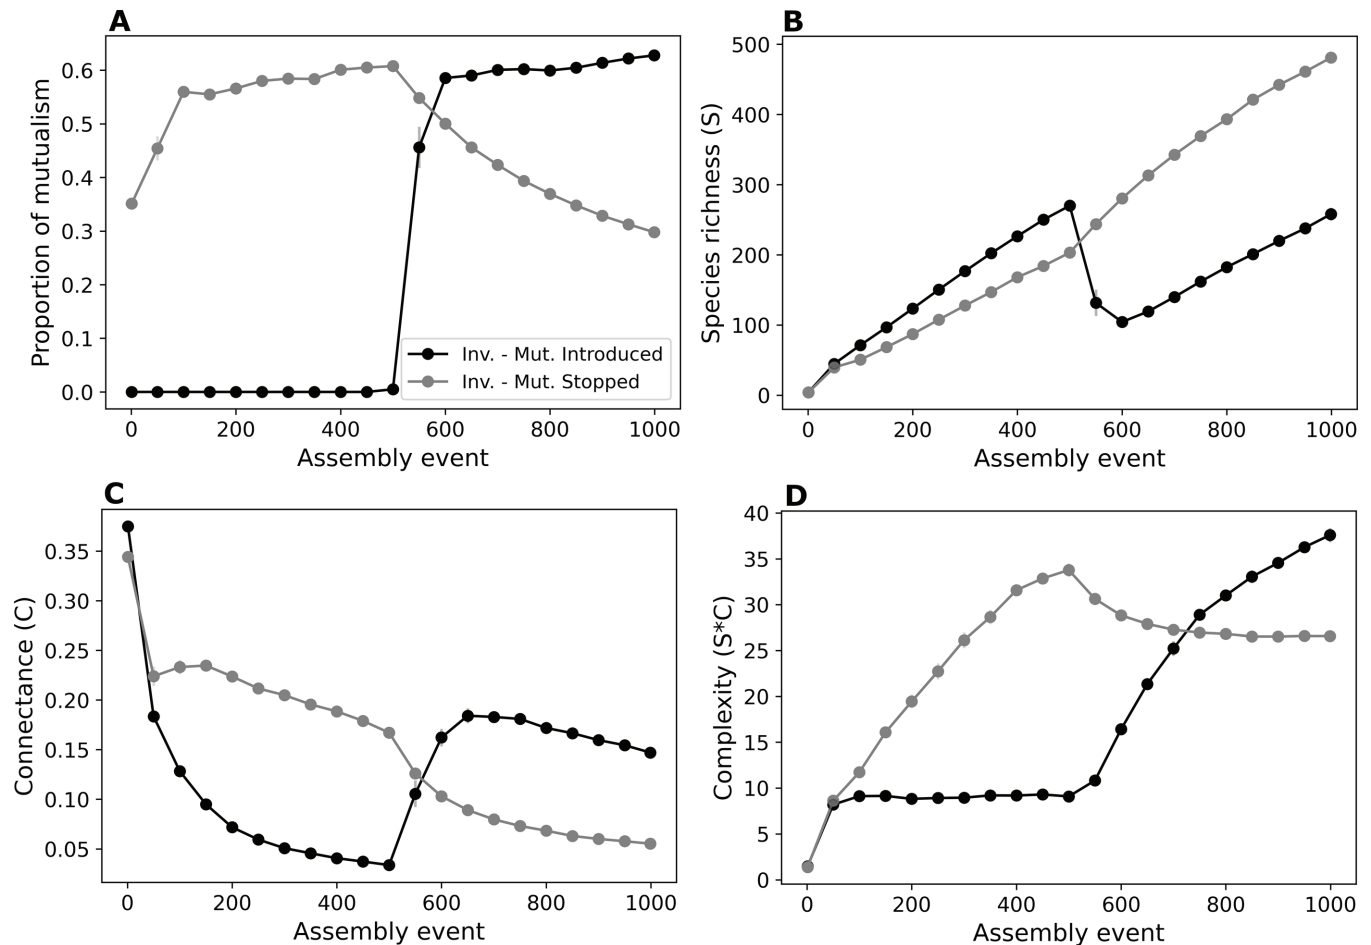 A
Proportion of mutualism
0.6
0.5
0.4
0.3
0.2
0.1
0.0
Inv. - Mut. Introduced
Inv. - Mut. Stopped
0 200 400 600 800 1000
Assembly event
B
Species richness (S)
500
400
300
200
100
0
0 200 400 600 800 1000
Assembly event
C
Connectance (C)
0.35
0.30
0.25
0.20
0.15
0.10
0.05
0 200 400 600 800 1000
Assembly event
D
Complexity (S*C)
40
35
30
25
20
15
10
5
0
0 200 400 600 800 1000
Assembly event